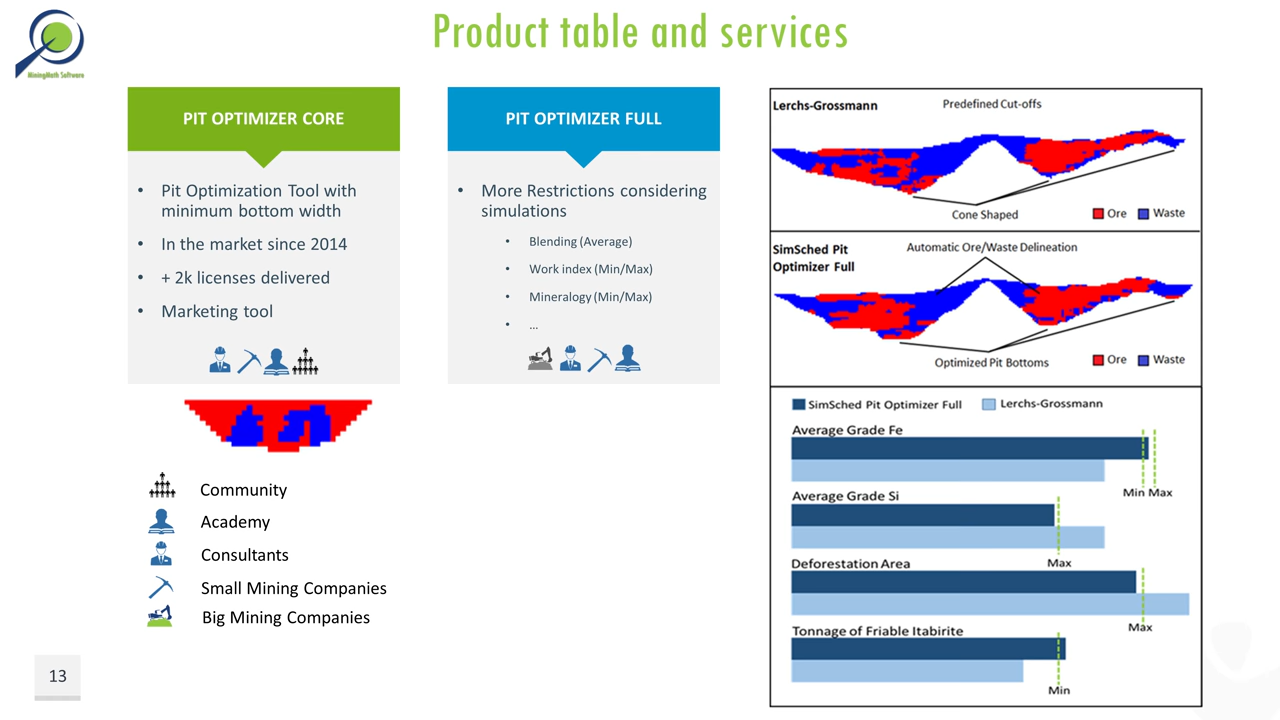 Product table and services
MiningMath Software
PIT OPTIMIZER CORE
• Pit Optimization Tool with
minimum bottom width
• In the market since 2014
• + 2k licenses delivered
• Marketing tool
PIT OPTIMIZER FULL
• More Restrictions considering
simulations
• Blending (Average)
• Work index (Min/Max)
• Mineralogy (Min/Max)
• ...
Community
Academy
Consultants
Small Mining Companies
Big Mining Companies
Lerchs-Grossmann
Predefined Cut-offs
Cone Shaped
Ore Waste
SimSched Pit
Optimizer Full
Automatic Ore/Waste Delineation
Optimized Pit Bottoms
Ore Waste
SimSched Pit Optimizer Full Lerchs-Grossmann
Average Grade Fe
Min Max
Average Grade Si
Max
Deforestation Area
Max
Tonnage of Friable Itabirite
Min
13